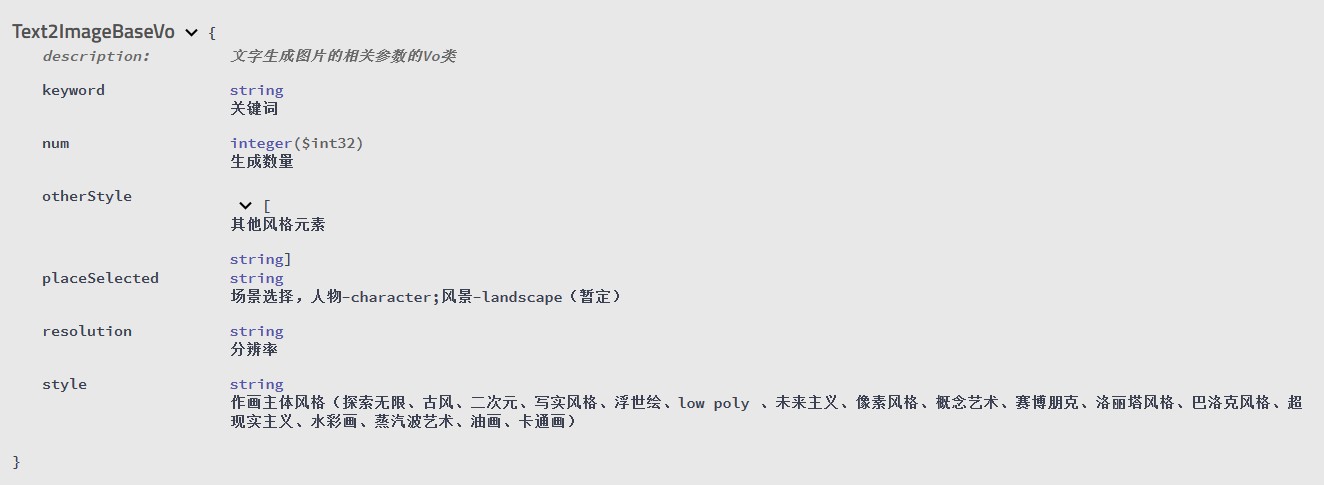 Text2ImageBaseVo {
description: 文字生成图片的相关参数的Vo类
keyword string
关键词
num integer($int32)
生成数量
otherStyle [
其他风格元素
string]
placeSelected string
场景选择，人物-character;风景-landscape（暂定）
resolution string
分辨率
style string
作画主体风格（探索无限、古风、二次元、写实风格、浮世绘、low poly 、未来主义、像素风格、概念艺术、赛博朋克、洛丽塔风格、巴洛克风格、超
现实主义、水彩画、蒸汽波艺术、油画、卡通画）
}